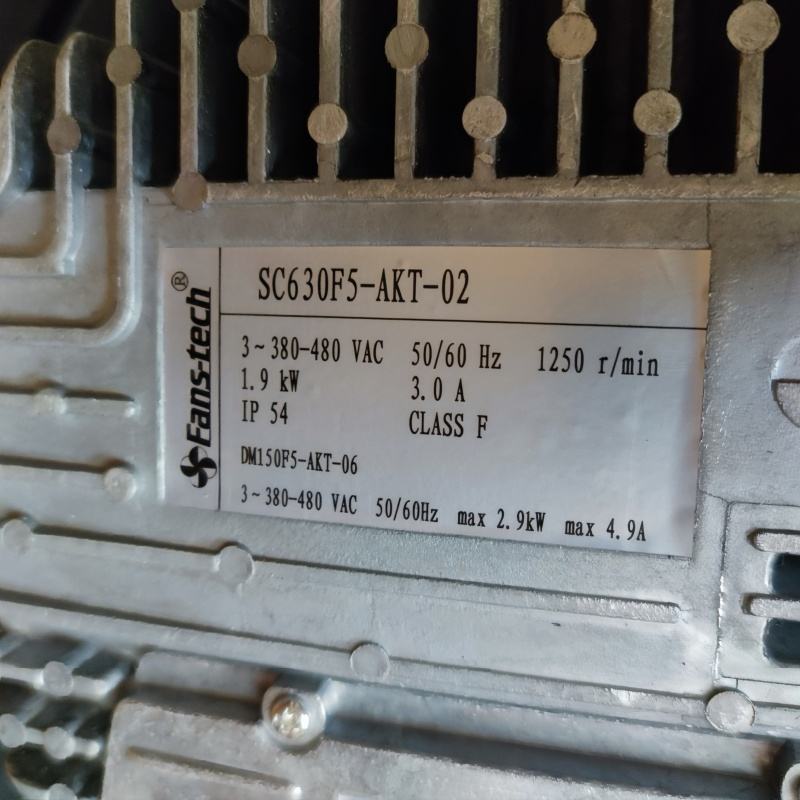 Fans-tech®
SC630F5-AKT-02
3~380-480 VAC 50/60 Hz 1250 r/min
1.9 kW 3.0 A
IP 54 CLASS F
DM150F5-AKT-06
3~380-480 VAC 50/60Hz max 2.9kW max 4.9A